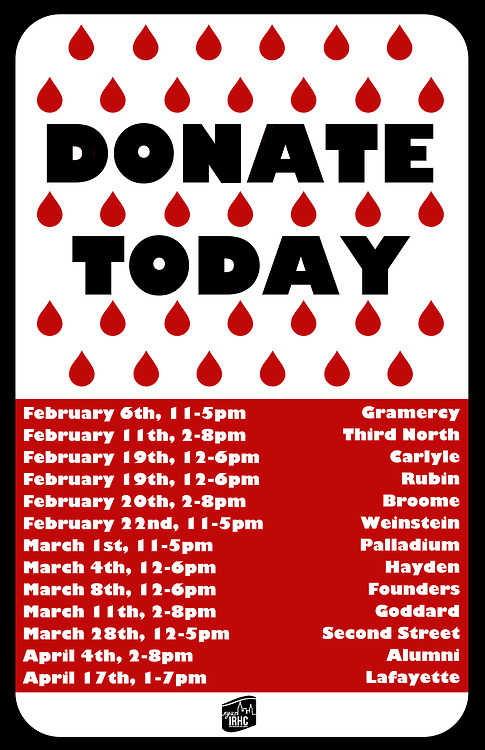 DONATE
TODAY
February 6th, 11-5pm Gramercy
February 11th, 2-8pm Third North
February 19th, 12-6pm Carlyle
February 19th, 12-6pm Rubin
February 20th, 2-8pm Broome
February 22nd, 11-5pm Weinstein
March 1st, 11-5pm Palladium
March 4th, 12-6pm Hayden
March 8th, 12-6pm Founders
March 11th, 2-8pm Goddard
March 28th, 12-5pm Second Street
April 4th, 2-8pm Alumni
April 17th, 1-7pm Lafayette
IRHC